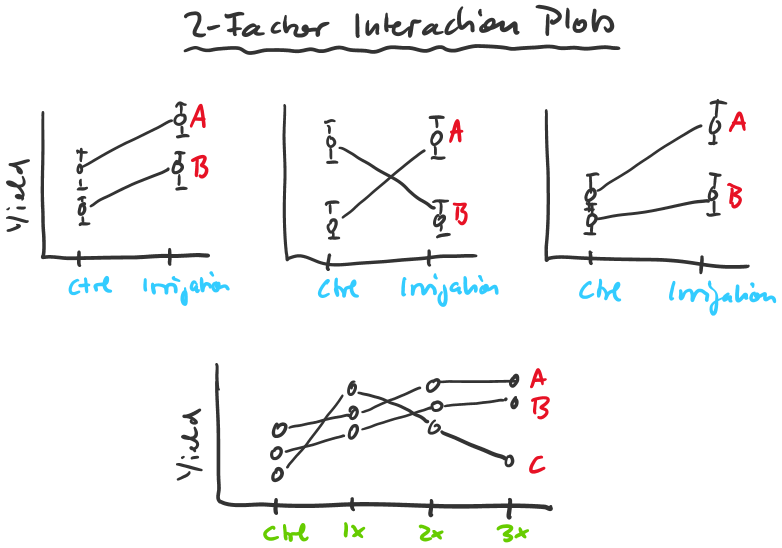 2-Factor Interaction Plots
A
B
Yield
Ctrl Irrigation
A
B
Ctrl Irrigation
A
B
Ctrl Irrigation
A
B
C
Yield
Ctrl 1x 2x 3x